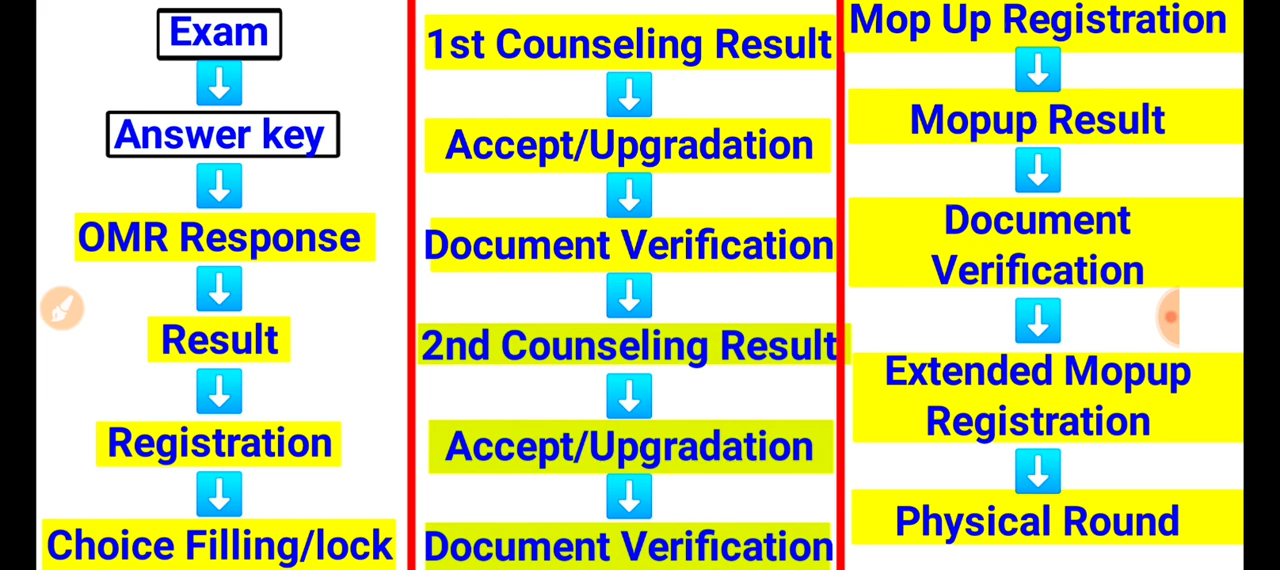 Exam
Answer key
OMR Response
Result
Registration
Choice Filling/lock
1st Counseling Result
Accept/Upgradation
Document Verification
2nd Counseling Result
Accept/Upgradation
Document Verification
Mop Up Registration
Mopup Result
Document
Verification
Extended Mopup
Registration
Physical Round